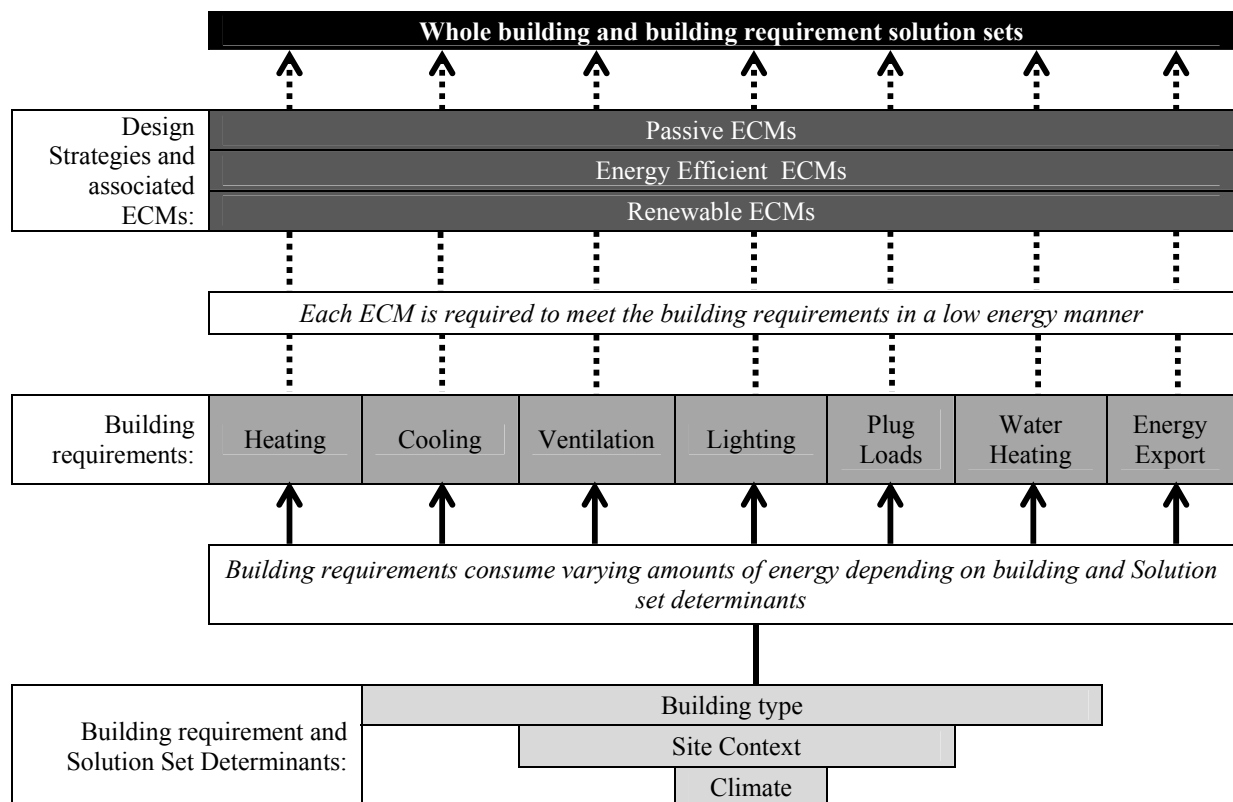 Whole building and building requirement solution sets
Design
Strategies and
associated
ECMs:
Passive ECMs
Energy Efficient ECMs
Renewable ECMs
Each ECM is required to meet the building requirements in a low energy manner
Building
requirements:
Heating
Cooling
Ventilation
Lighting
Plug
Loads
Water
Heating
Energy
Export
Building requirements consume varying amounts of energy depending on building and Solution
set determinants
Building requirement and
Solution Set Determinants:
Building type
Site Context
Climate